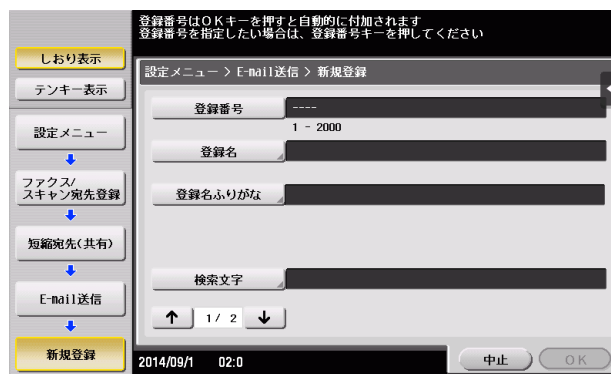 登録番号はOKキーを押すと自動的に付加されます
登録番号を指定したい場合は、登録番号キーを押してください
しおり表示
テンキー表示
設定メニュー
ファクス/
スキャン宛先登録
短縮宛先(共有)
E-mail送信
新規登録
設定メニュー > E-mail送信 > 新規登録
登録番号
----
1 - 2000
登録名
登録名ふりがな
検索文字
↑ 1/ 2 ↓
2014/09/1 02:0
中止
OK